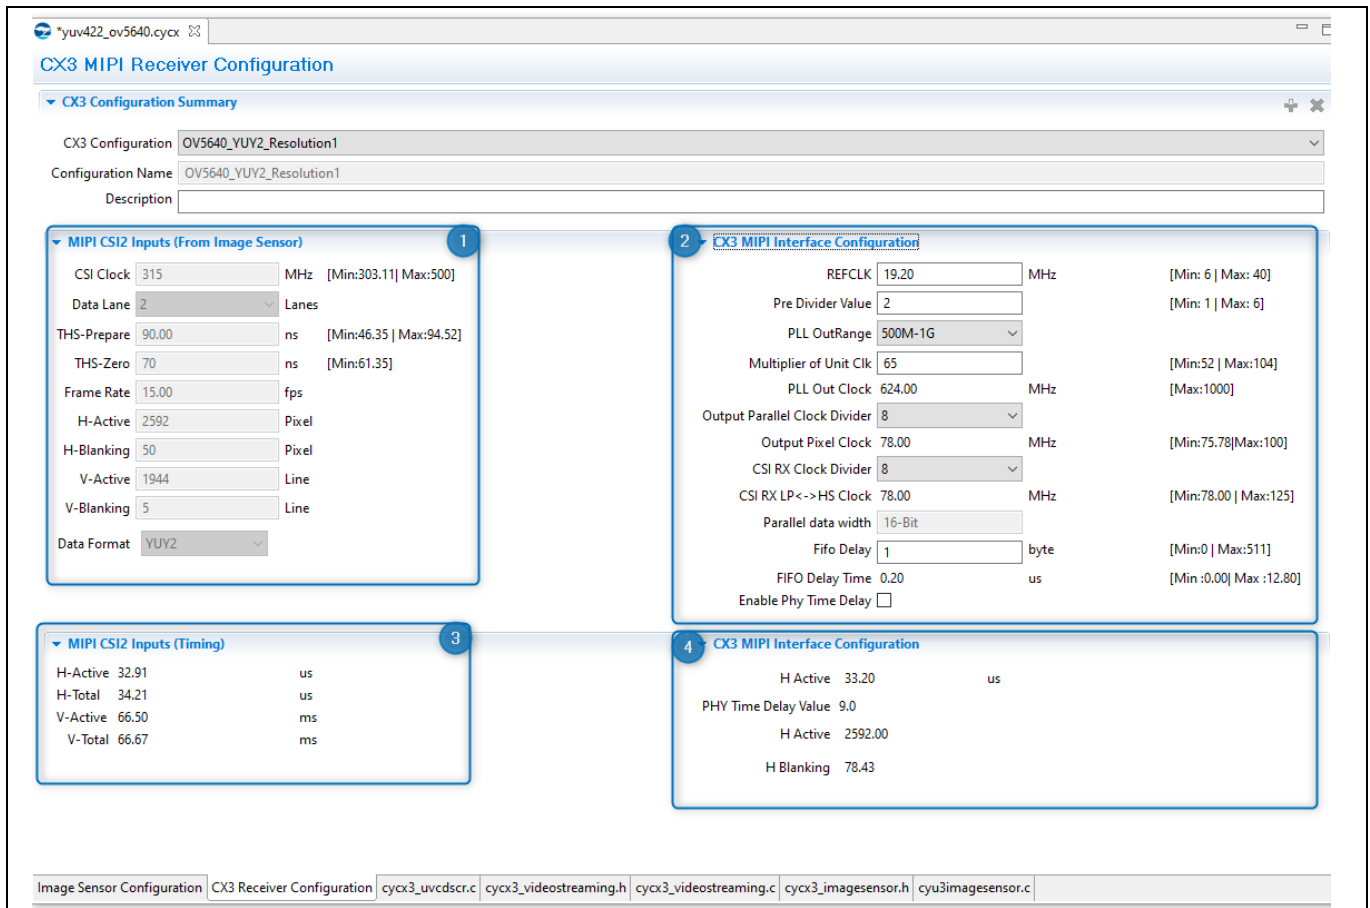 *yuv422_ov5640.cycx
CX3 MIPI Receiver Configuration
CX3 Configuration Summary
CX3 Configuration OV5640_YUY2_Resolution1
Configuration Name OV5640_YUY2_Resolution1
Description
MIPI CSI2 Inputs (From Image Sensor) 1
CSI Clock 315 MHz [Min:303.11| Max:500]
Data Lane 2 Lanes
THS-Prepare 90.00 ns [Min:46.35 | Max:94.52]
THS-Zero 70 ns [Min:61.35]
Frame Rate 15.00 fps
H-Active 2592 Pixel
H-Blanking 50 Pixel
V-Active 1944 Line
V-Blanking 5 Line
Data Format YUY2
2 CX3 MIPI Interface Configuration
REFCLK 19.20 MHz [Min: 6 | Max: 40]
Pre Divider Value 2 [Min: 1 | Max: 6]
PLL OutRange 500M-1G
Multiplier of Unit Clk 65 [Min:52 | Max:104]
PLL Out Clock 624.00 MHz [Max:1000]
Output Parallel Clock Divider 8
Output Pixel Clock 78.00 MHz [Min:75.78|Max:100]
CSI RX Clock Divider 8
CSI RX LP<->HS Clock 78.00 MHz [Min:78.00 | Max:125]
Parallel data width 16-Bit
Fifo Delay 1 byte [Min:0 | Max:511]
FIFO Delay Time 0.20 us [Min :0.00| Max :12.80]
Enable Phy Time Delay
MIPI CSI2 Inputs (Timing) 3
H-Active 32.91 us
H-Total 34.21 us
V-Active 66.50 ms
V-Total 66.67 ms
4 CX3 MIPI Interface Configuration
H Active 33.20 us
PHY Time Delay Value 9.0
H Active 2592.00
H Blanking 78.43
Image Sensor Configuration CX3 Receiver Configuration cycx3_uvcdscr.c cycx3_videostreaming.h cycx3_videostreaming.c cycx3_imagesensor.h cyu3imagesensor.c